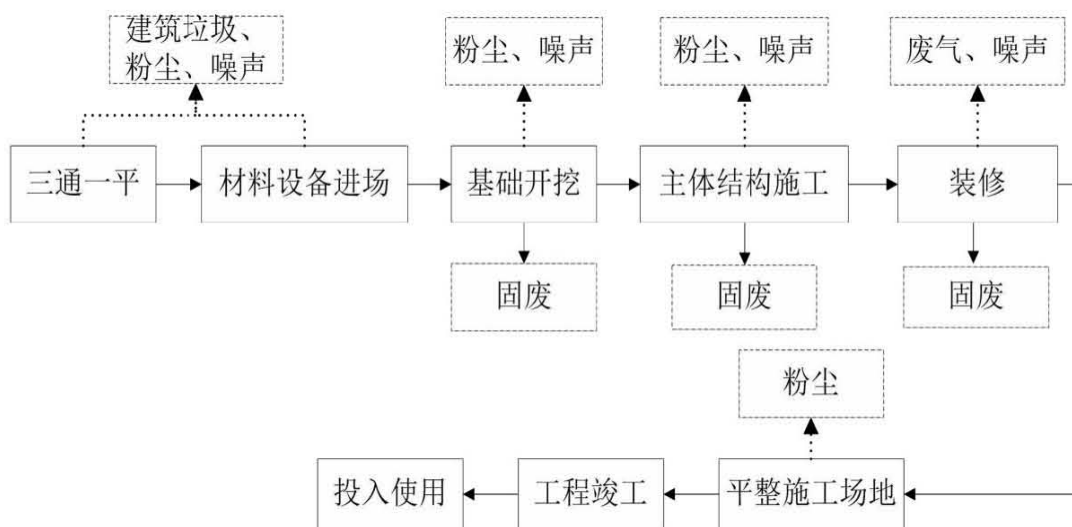 建筑垃圾、
粉尘、噪声
粉尘、噪声
粉尘、噪声
废气、噪声
三通一平
材料设备进场
基础开挖
主体结构施工
装修
固废
固废
固废
粉尘
投入使用
工程竣工
平整施工场地